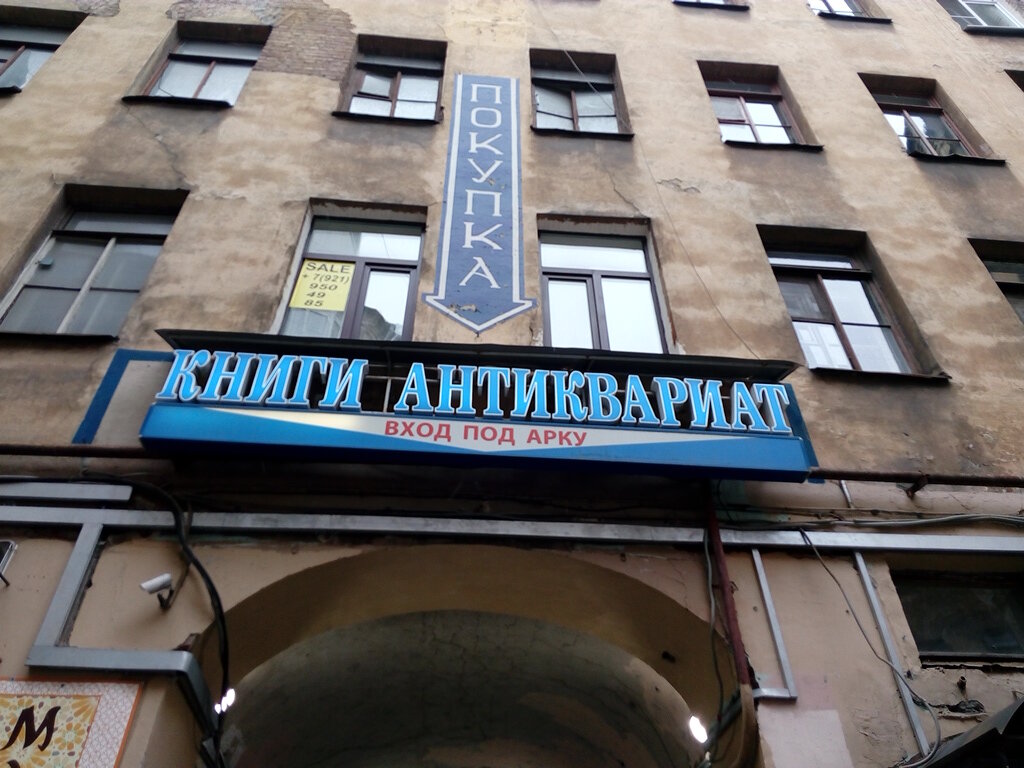 ПОКУПКА
SALE
+7(921)
950
49
85
КНИГИ АНТИКВАРИАТ
ВХОД ПОД АРКУ
М